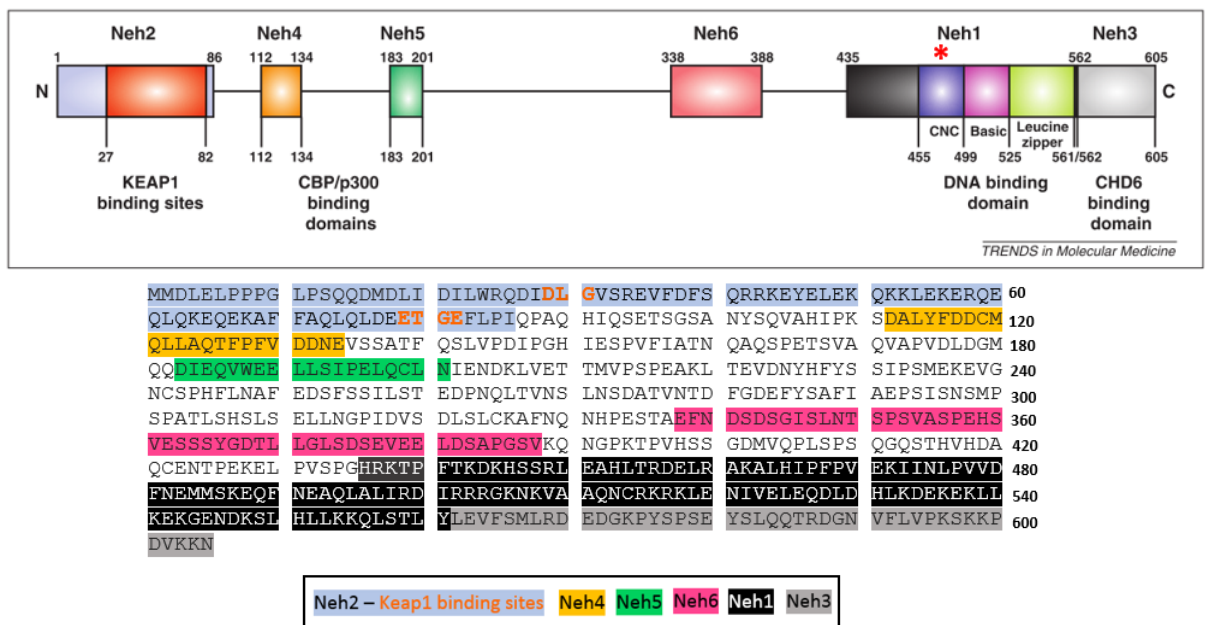 Neh2 Neh4 Neh5 Neh6 Neh1 Neh3
*
1 86 112 134 183 201 338 388 435 562 605
N C
CNC Basic Leucine
zipper
27 82 112 134 183 201 455 499 525 561/562 605
KEAP1 CBP/p300 DNA binding CHD6
binding sites binding domain binding
domains domain
TRENDS in Molecular Medicine
MMDLELPPPG LPSQQDMDLI DILWRQDIDL GVSREVFDFS QRRKEYELEK QKKLEKERQE 60
QLQKEQEKAF FAQLQLDEET GEFLPIQPAQ HIQSETSGSA NYSQVAHIPK SDALYFDDCM 120
QLLAQTFPFV DDNEVSSATF QSLVPDIPGH IESPVFIATN QAQSPETSVA QVAPVDLDGM 180
QQDIEQVWEE LLSIPELQCL NIENDKLVET TMVPSPEAKL TEVDNYHFYS SIPSMEKEVG 240
NCSPHFLNAF EDSFSSILST EDPNQLTVNS LNSDATVNTD FGDEFYSAFI AEPSISNSMP 300
SPATLSHSLS ELLNGPIDVS DLSLCKAFNQ NHPESTAEFN DSDSGISLNT SPSVASPEHS 360
VESSSYGDTL LGLSDSEVEE LDSAPGSVKQ NGPKTPVHSS GDMVQPLSPS QGQSTHVHDA 420
QCENTPEKEL PVSPGHRKTP FTKDKHSSRL EAHLTRDELR AKALHIPFPV EKIINLPVVD 480
FNEMMSKEQF NEAQLALIRD IRRRGKNKVA AQNCRKRKLE NIVELEQDLD HLKDEKEKLL 540
KEKGENDKSL HLLKKQLSTL YLEVFSMLRD EDGKPYSPSE YSLQQTRDGN VFLVPKSKKP 600
DVKKN
Neh2 – Keap1 binding sites Neh4 Neh5 Neh6 Neh1 Neh3